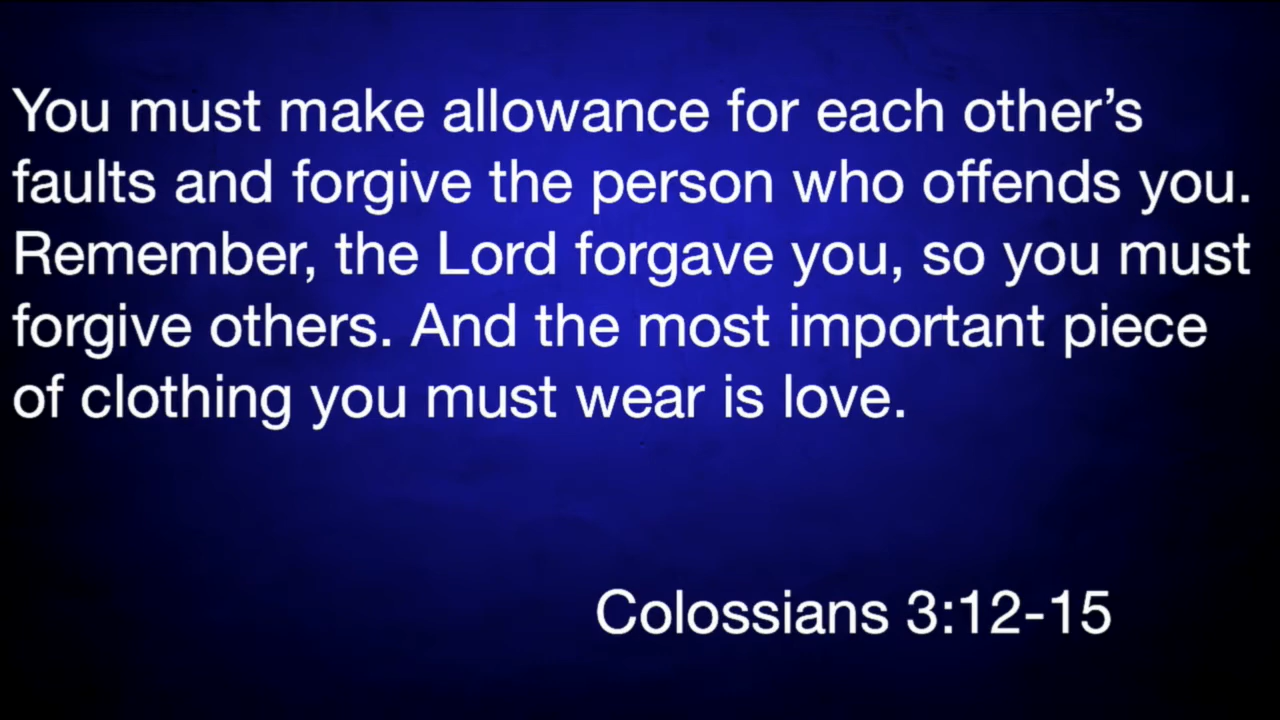 You must make allowance for each other’s
faults and forgive the person who offends you.
Remember, the Lord forgave you, so you must
forgive others. And the most important piece
of clothing you must wear is love.
Colossians 3:12-15